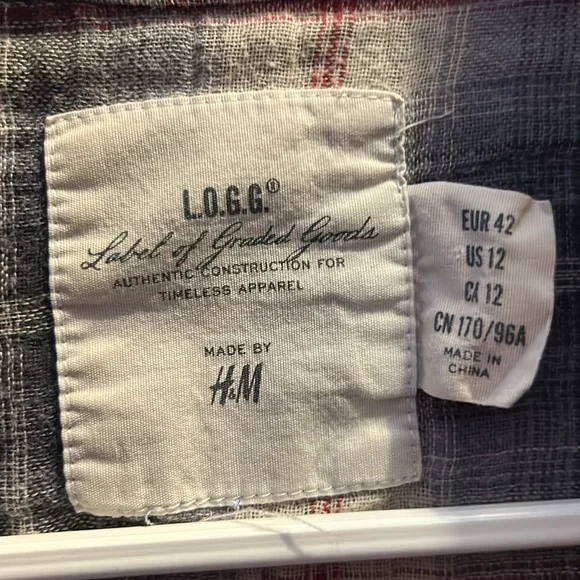 L.O.G.G.®
Label of Graded Goods
AUTHENTIC CONSTRUCTION FOR
TIMELESS APPAREL
MADE BY
H&M
EUR 42
US 12
CA 12
CN 170/96A
MADE IN
CHINA